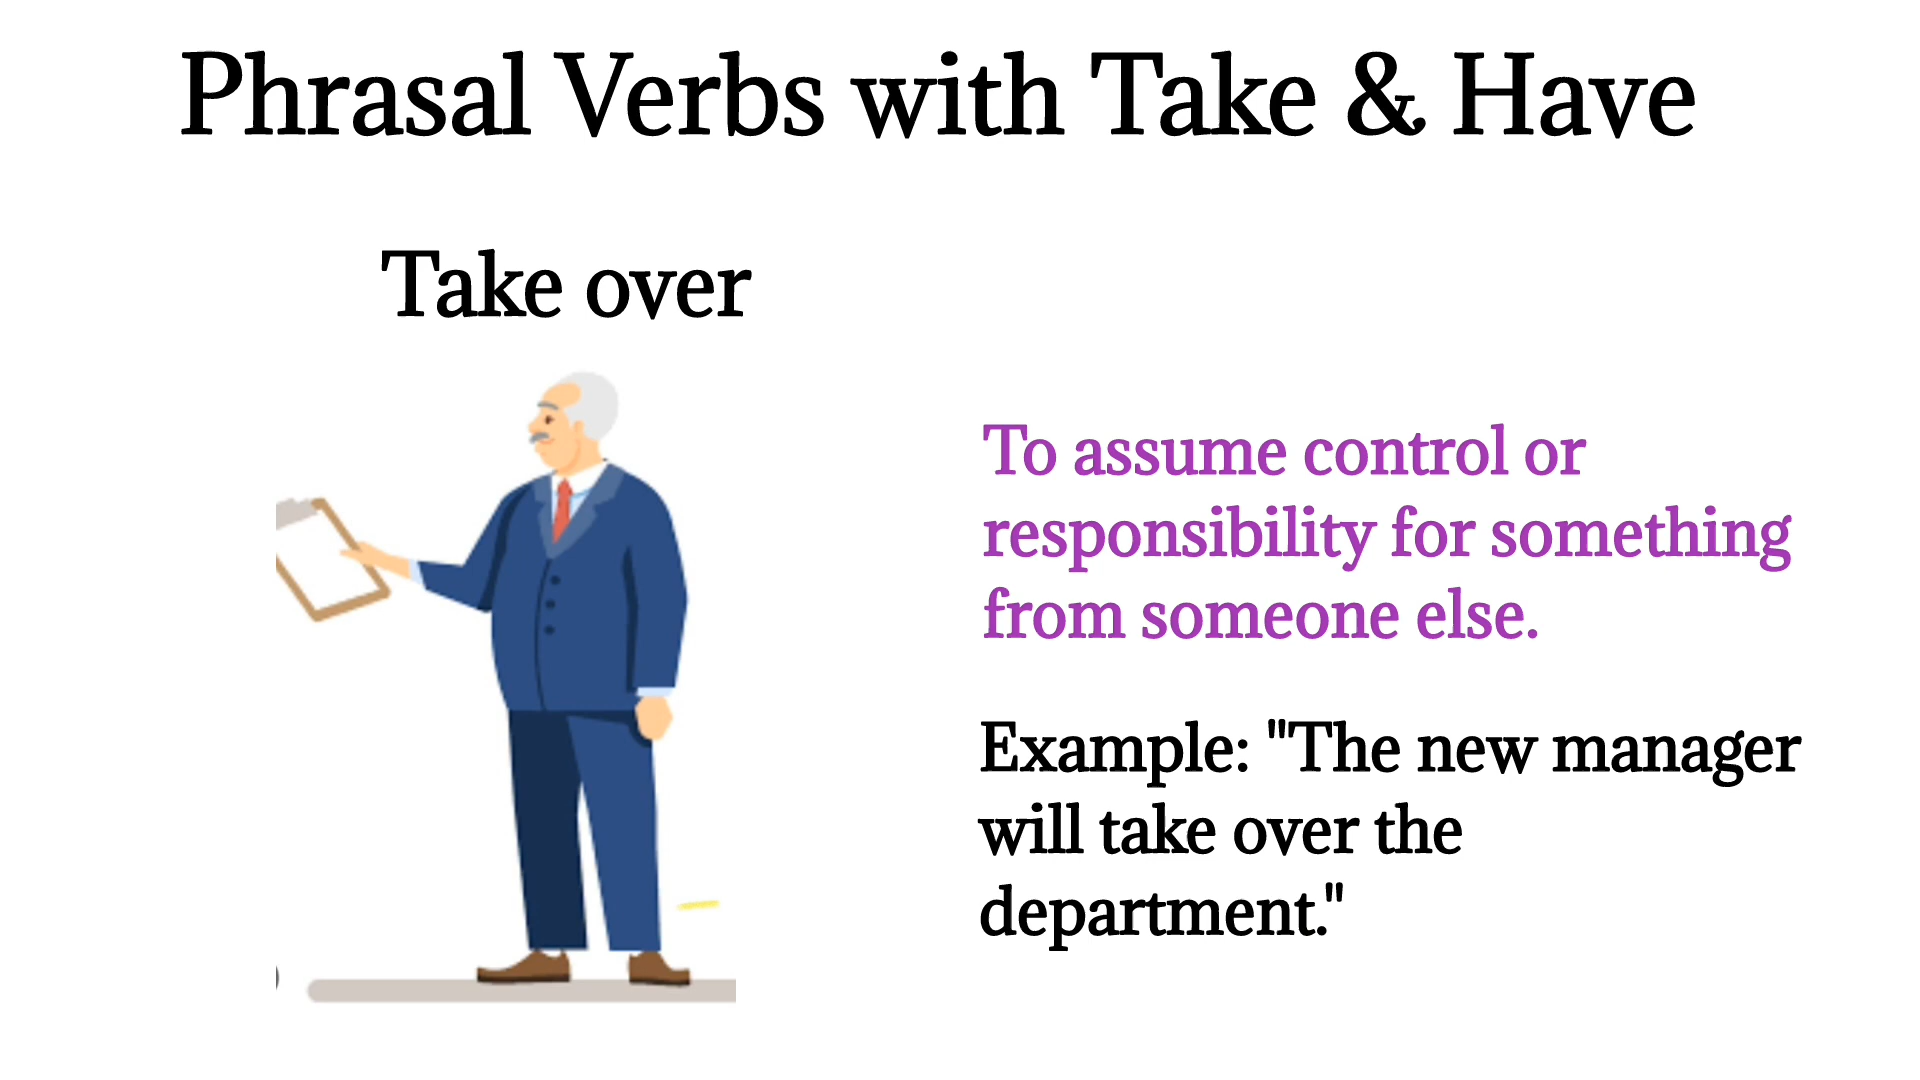 Phrasal Verbs with Take & Have
Take over
To assume control or
responsibility for something
from someone else.
Example: "The new manager
will take over the
department."